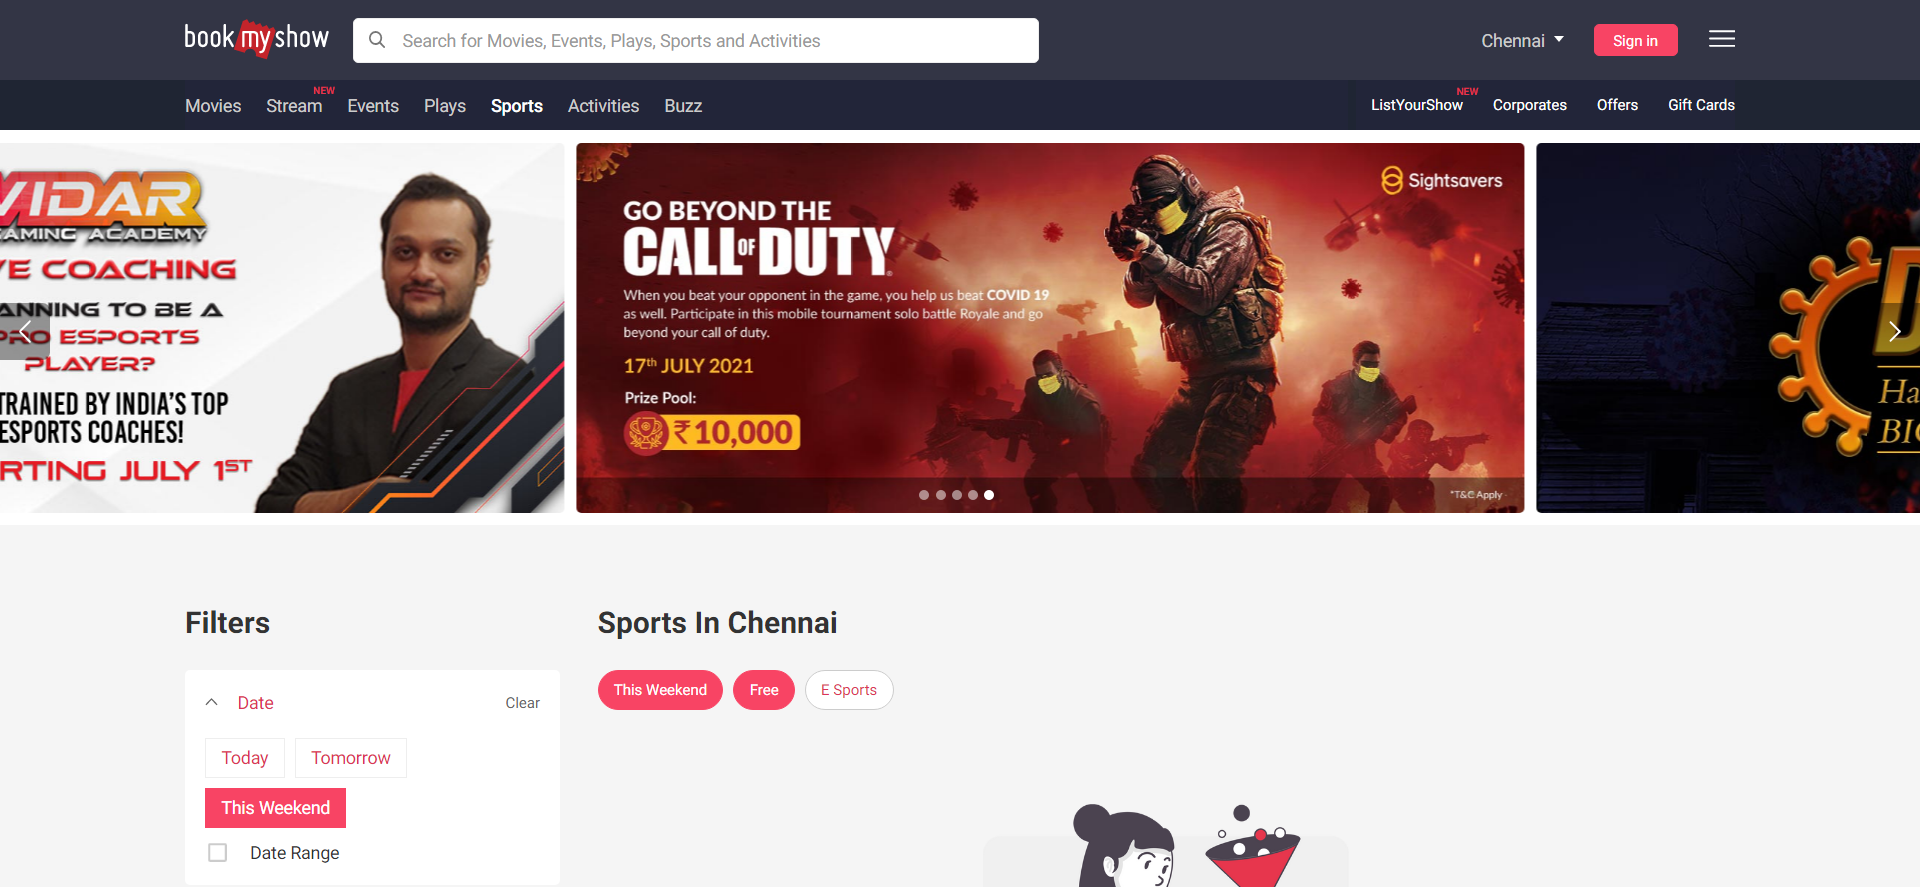 bookmyshow
Search for Movies, Events, Plays, Sports and Activities
Chennai
Sign in
Movies
Stream
NEW
Events
Plays
Sports
Activities
Buzz
ListYourShow
NEW
Corporates
Offers
Gift Cards
VIDAR
GAMING ACADEMY
VE COACHING
ANNING TO BE A
PRO ESPORTS
PLAYER?
TRAINED BY INDIA'S TOP
ESPORTS COACHES!
RTING JULY 1ST
Sightsavers
GO BEYOND THE
CALL OF DUTY
When you beat your opponent in the game, you help us beat COVID 19
as well. Participate in this mobile tournament solo battle Royale and go
beyond your call of duty.
17th JULY 2021
Prize Pool:
₹10,000
*T&C Apply
Ha
BIG
Filters
Date
Clear
Today
Tomorrow
This Weekend
Date Range
Sports In Chennai
This Weekend
Free
E Sports